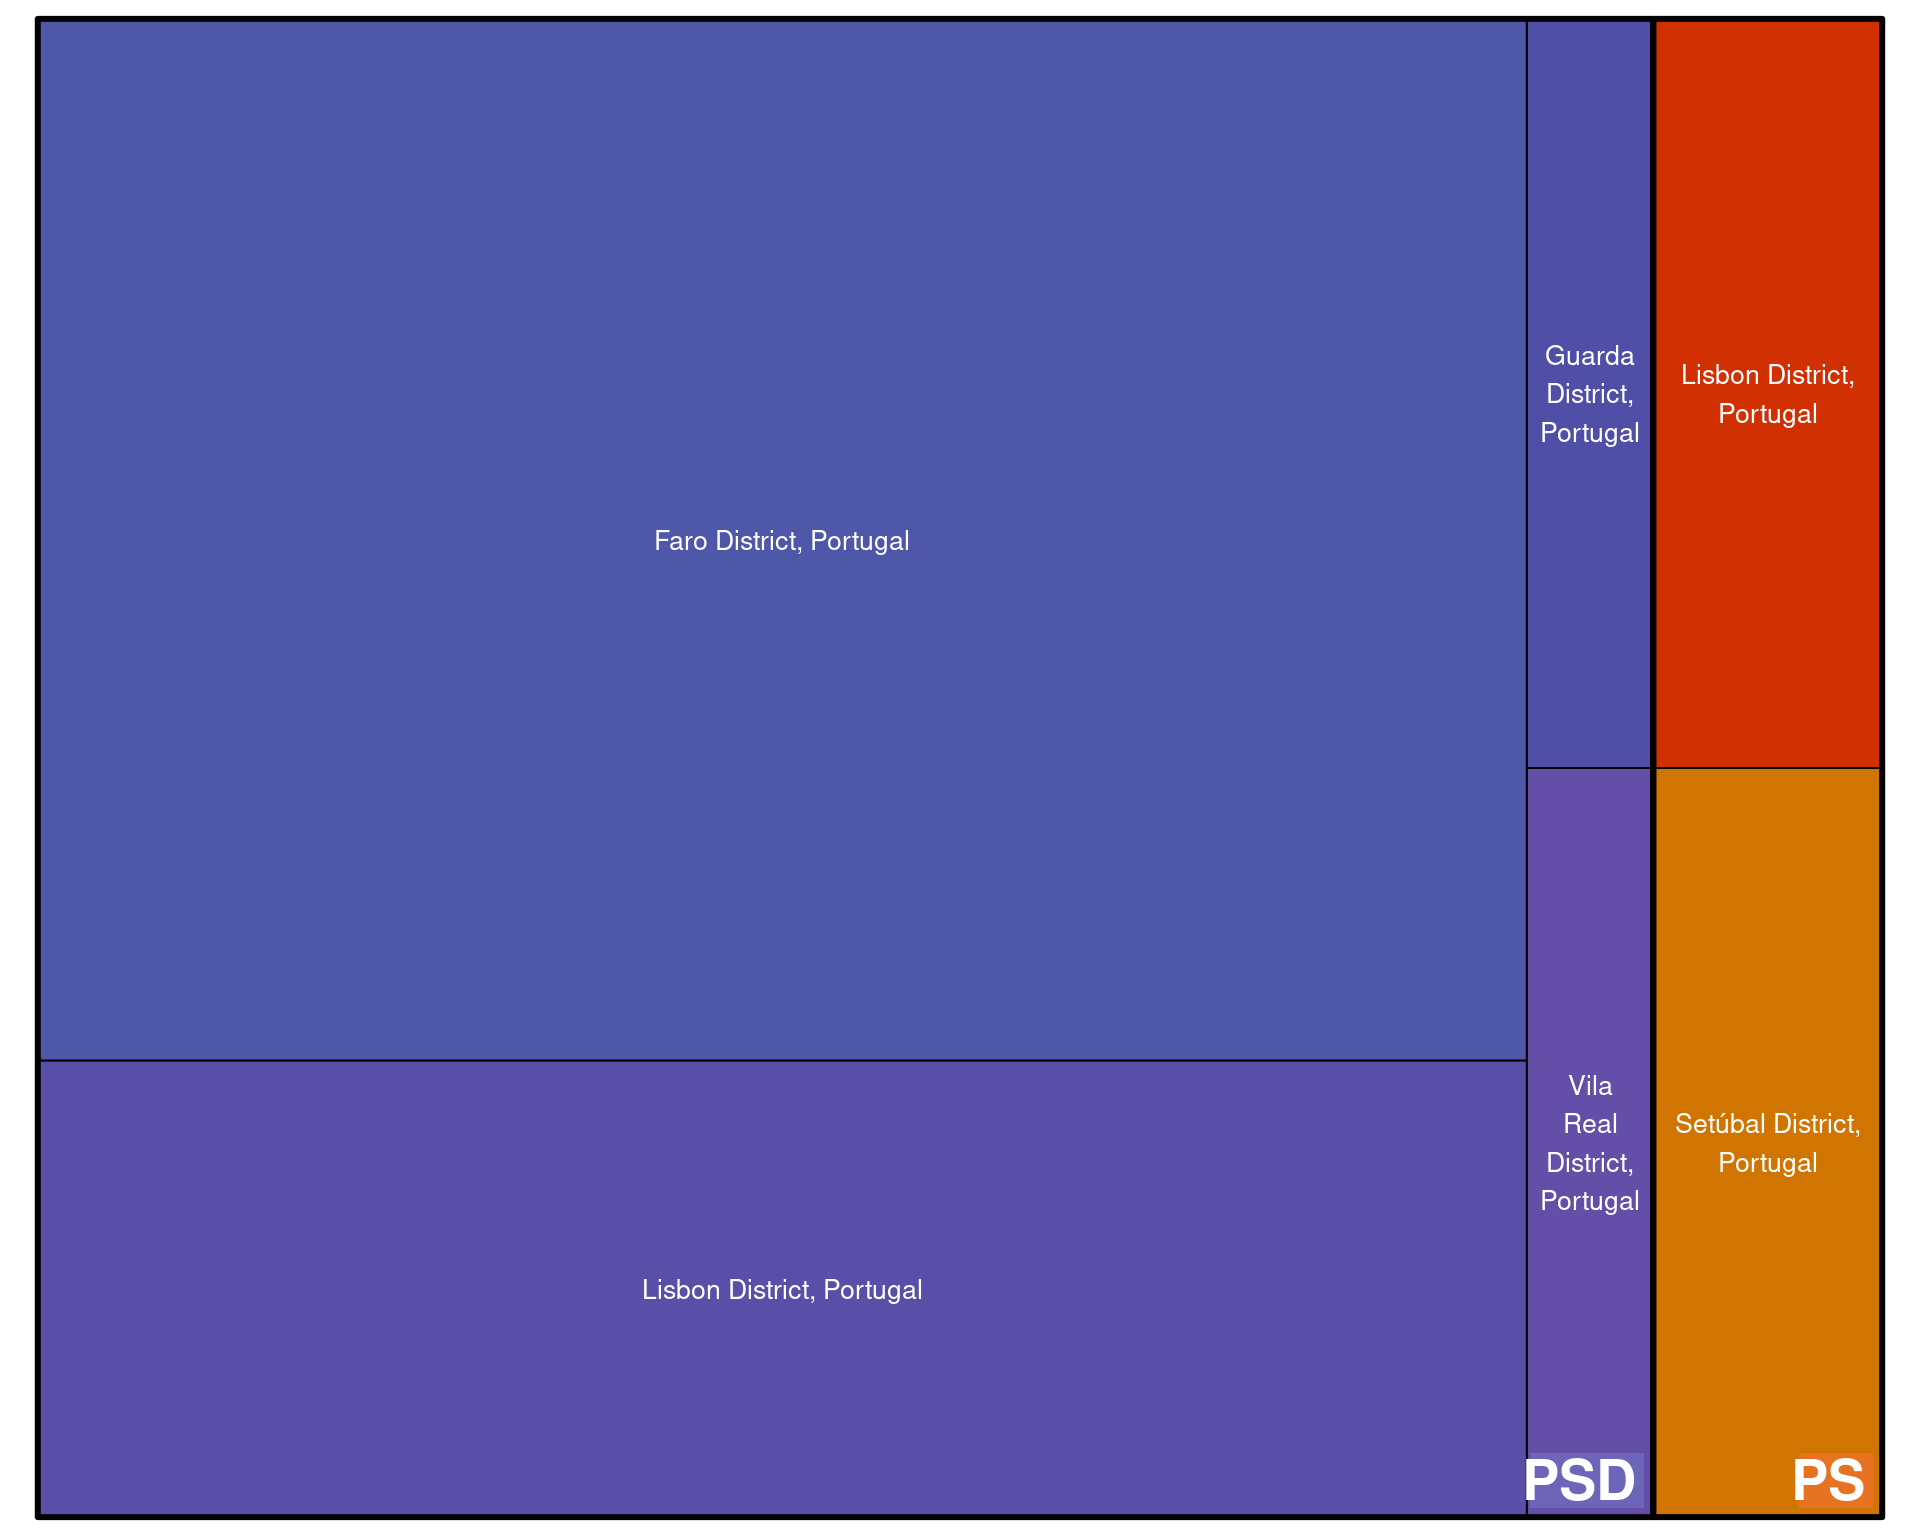 Faro District, Portugal
Lisbon District, Portugal
Guarda
District,
Portugal
Vila
Real
District,
Portugal
PSD
Lisbon District,
Portugal
Setúbal District,
Portugal
PS